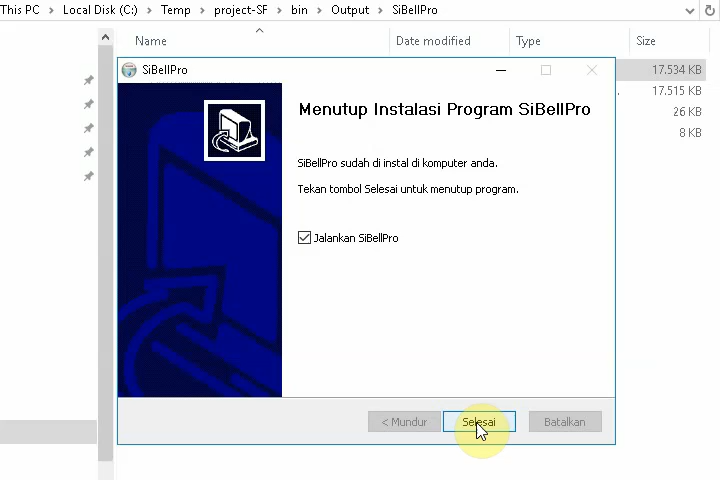 This PC > Local Disk (C:) > Temp > project-SF > bin > Output > SiBellPro
Name Date modified Type Size
SiBellPro
17.534 KB
17.515 KB
26 KB
8 KB
Menutup Instalasi Program SiBellPro
SiBellPro sudah di instal di komputer anda.
Tekan tombol Selesai untuk menutup program.
Jalankan SiBellPro
< Mundur Selesai Batalkan